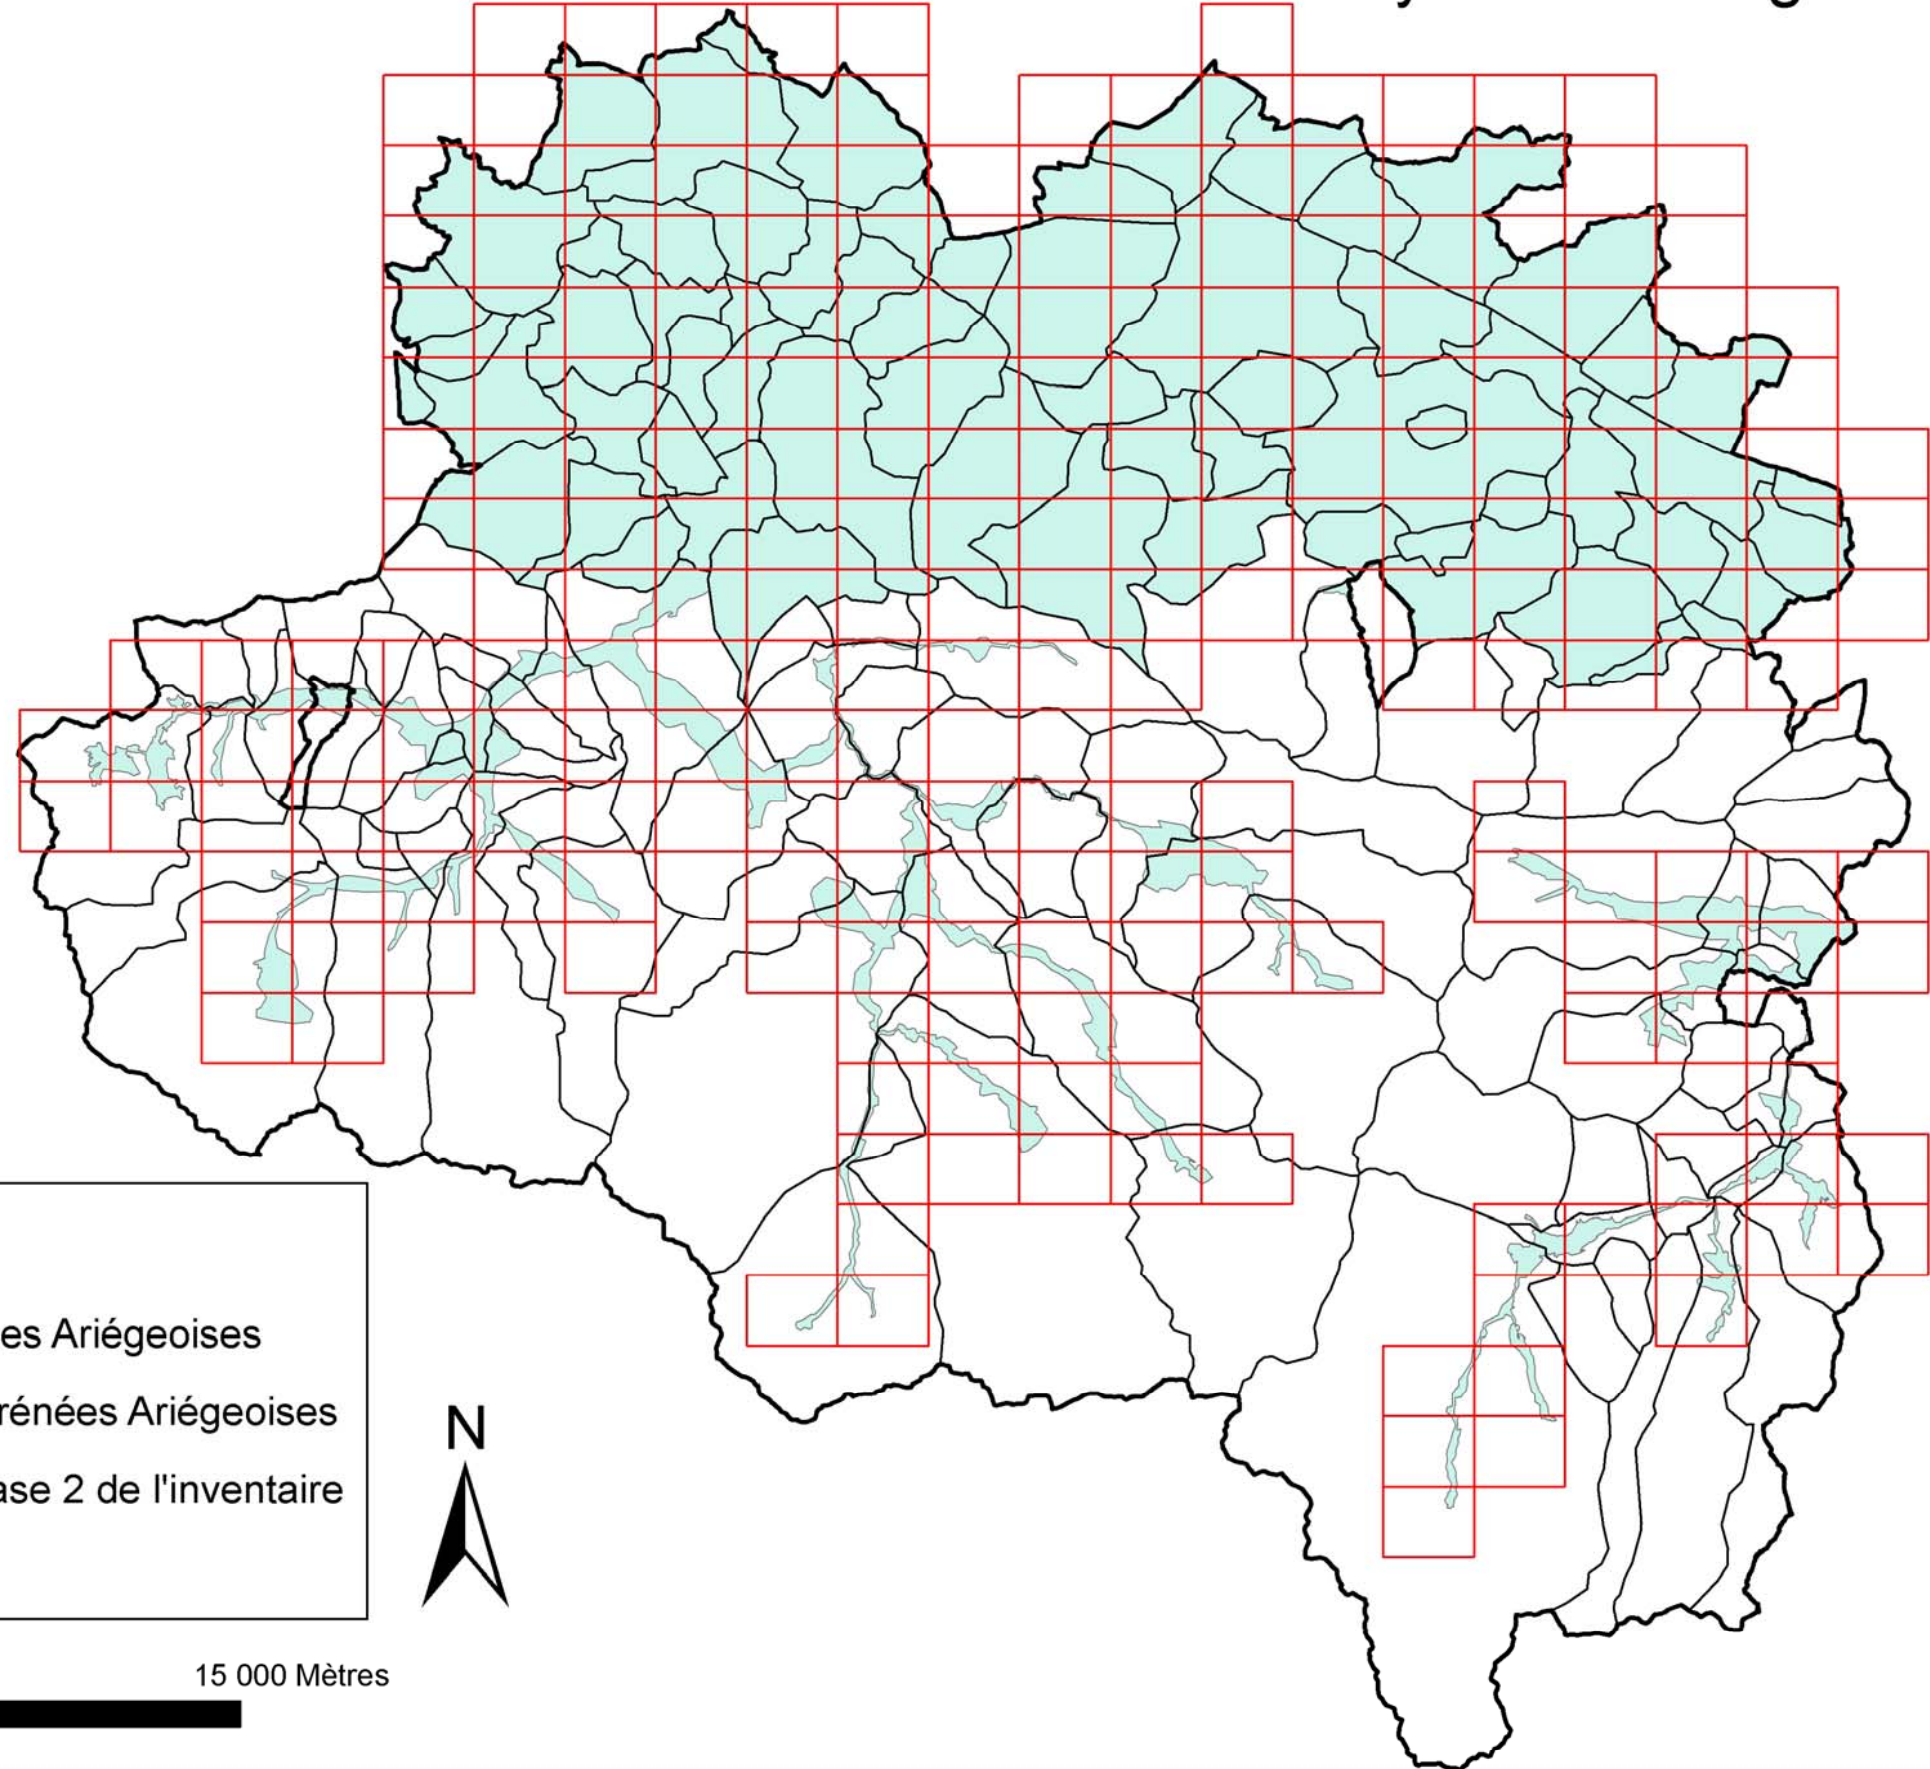 es Ariégeoises
rénées Ariégeoises
ase 2 de l'inventaire
N
15 000 Mètres